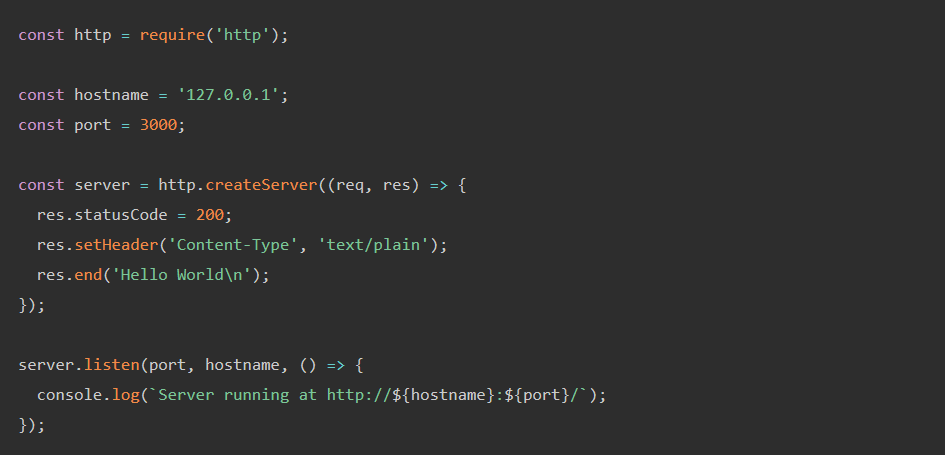 const http = require('http');

const hostname = '127.0.0.1';
const port = 3000;

const server = http.createServer((req, res) => {
  res.statusCode = 200;
  res.setHeader('Content-Type', 'text/plain');
  res.end('Hello World\n');
});

server.listen(port, hostname, () => {
  console.log(`Server running at http://${hostname}:${port}/`);
});